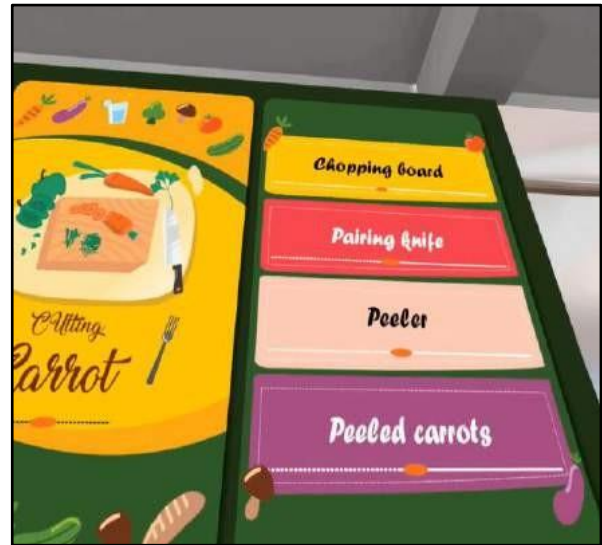 CUtting
Carrot
Chopping board
Pairing knife
Peeler
Peeled carrots